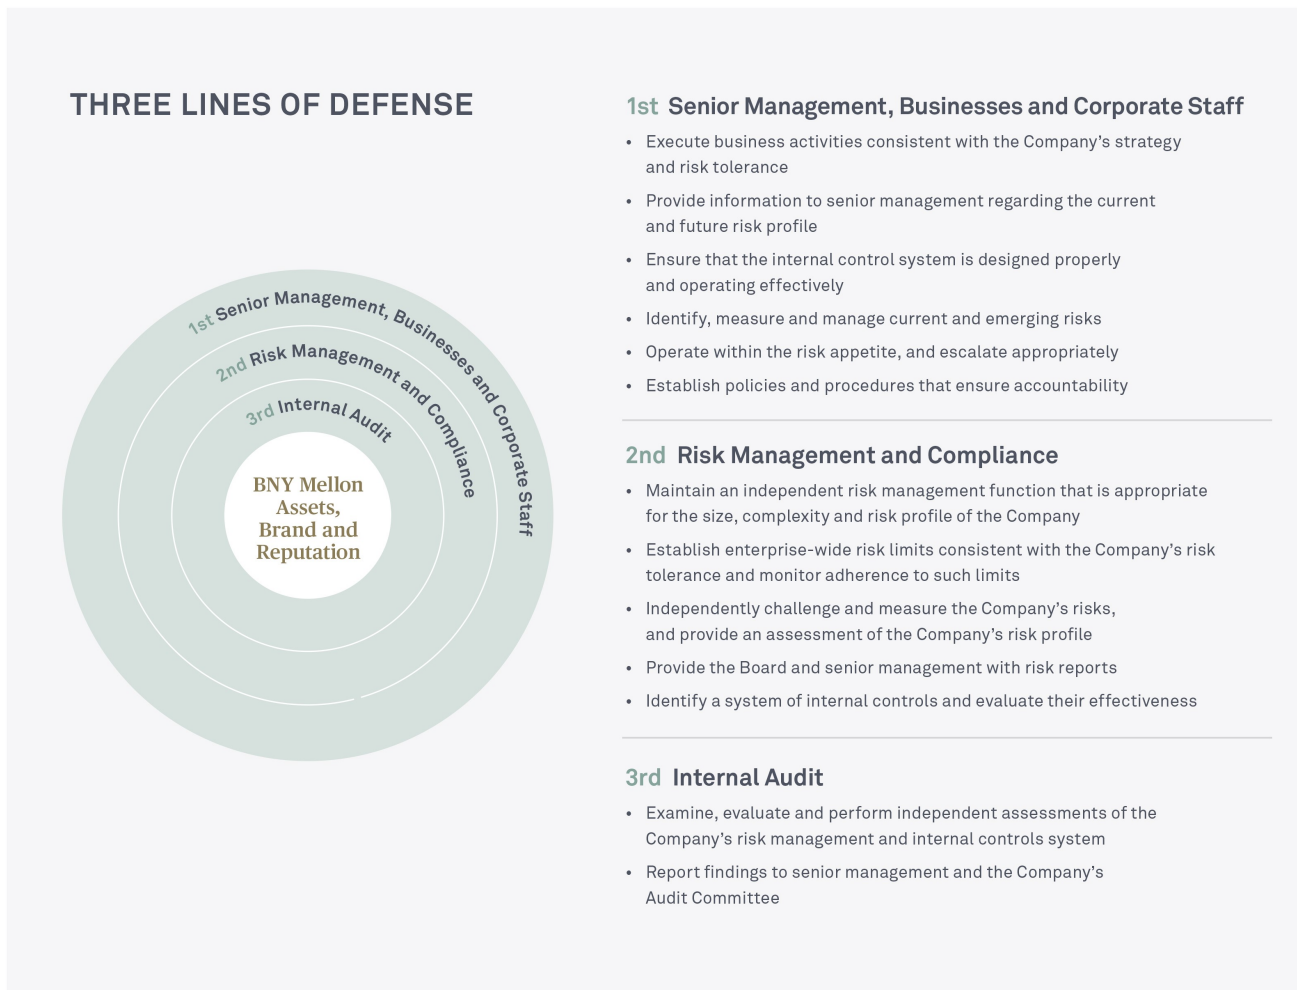 THREE LINES OF DEFENSE
1st Senior Management, Businesses and Corporate Staff
2nd Risk Management and Compliance
3rd Internal Audit
BNY Mellon
Assets,
Brand and
Reputation
1st Senior Management, Businesses and Corporate Staff
• Execute business activities consistent with the Company’s strategy
and risk tolerance
• Provide information to senior management regarding the current
and future risk profile
• Ensure that the internal control system is designed properly
and operating effectively
• Identify, measure and manage current and emerging risks
• Operate within the risk appetite, and escalate appropriately
• Establish policies and procedures that ensure accountability
2nd Risk Management and Compliance
• Maintain an independent risk management function that is appropriate
for the size, complexity and risk profile of the Company
• Establish enterprise-wide risk limits consistent with the Company’s risk
tolerance and monitor adherence to such limits
• Independently challenge and measure the Company’s risks,
and provide an assessment of the Company’s risk profile
• Provide the Board and senior management with risk reports
• Identify a system of internal controls and evaluate their effectiveness
3rd Internal Audit
• Examine, evaluate and perform independent assessments of the
Company’s risk management and internal controls system
• Report findings to senior management and the Company’s
Audit Committee